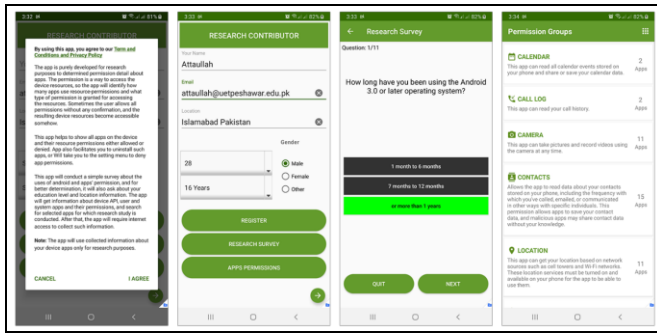 3:32
81%
RESEARCH CONTRIBUTOR
By using this app, you agree to our Term and
Conditions and Privacy Policy
The app is purely developed for research
purposes to determined permission detail about
apps. The permission is a way to access the
device resources, so the app will identify how
many apps use resource-permissions and what
type of permission is granted for accessing
the resources. Sometimes the user allows all
permissions without any confirmation, and the
resulting devices resources become accessible
somehow.
This app helps to show all apps on the device
and their resource permissions either allowed or
denied. App also facilitates you to uninstall such
apps, or Will take you to the setting menu to deny
app-permissions.
This app will conduct a simple survey about the
uses of android and apps' permission, and for
better determination, it will also ask about your
education level and location information. The app
will get information about device API, user and
system apps and their permissions, and search
for selected apps for which research study is
conducted. After that, the app will require internet
access to collect such information.
Note: The app will use collected information about
your device apps only for research purposes.
CANCEL I AGREE
3:33
82%
RESEARCH CONTRIBUTOR
Your Name
Attaullah
Email
attaullah@uetpeshawar.edu.pk
Location
Islamabad Pakistan
Gender
28
Male
Female
16 Years
Other
REGISTER
RESEARCH SURVEY
APPS PERMISSIONS
3:33
82%
Research Survey
Question: 1/11
How long have you been using the Android
3.0 or later operating system?
1 month to 6 months
7 months to 12 months
or more than 1 years
QUIT NEXT
3:34
82%
Permission Groups
CALENDAR
This app can read all calendar events stored on
your phone and share or save your calendar data.
2
Apps
CALL LOG
This app can read your call history.
2
Apps
CAMERA
This app can take pictures and record videos using
the camera at any time.
11
Apps
CONTACTS
Allows the app to read data about your contacts
stored on your phone, including the frequency with
which you've called, emailed, or communicated
in other ways with specific individuals. This
permission allows apps to save your contact
data, and malicious apps may share contact data
without your knowledge.
15
Apps
LOCATION
This app can get your location based on network
sources such as cell towers and Wi-Fi networks.
These location services must be turned on and
available on your phone for the app to be able to
use them.
11
Apps